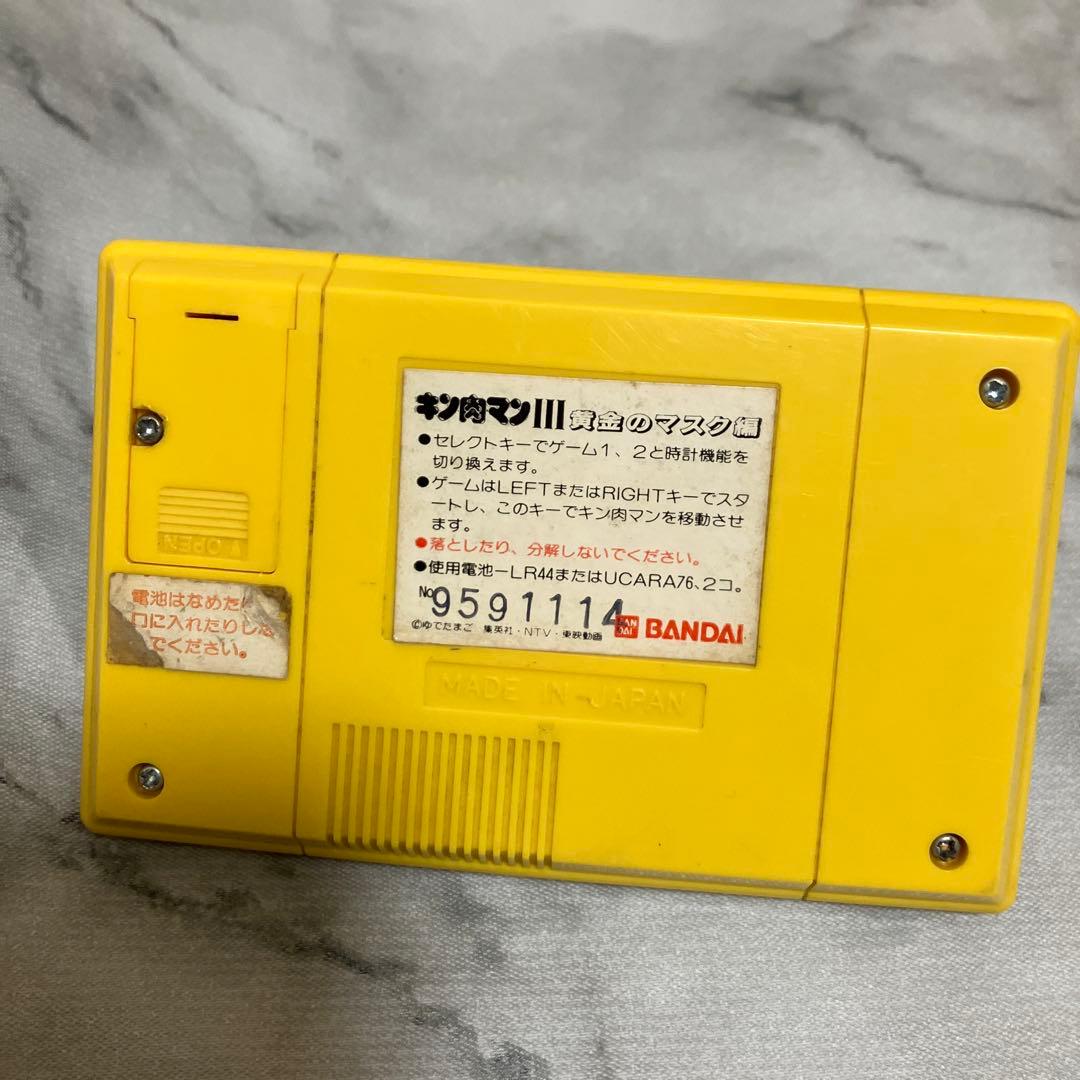 キン肉マンIII 黄金のマスク編
●セレクトキーでゲーム1、2と時計機能を
切り換えます。
●ゲームはLEFTまたはRIGHTキーでスタ
ートし、このキーでキン肉マンを移動させ
ます。
●落としたり、分解しないでください。
●使用電池－LR44またはUCARA76、2コ。
No 9591114
©ゆでたまご 集英社・NTV・東映動画
BAN
DAI
BANDAI
MADE IN JAPAN
▼ OPEN
電池はなめた
口に入れたりし
でください。